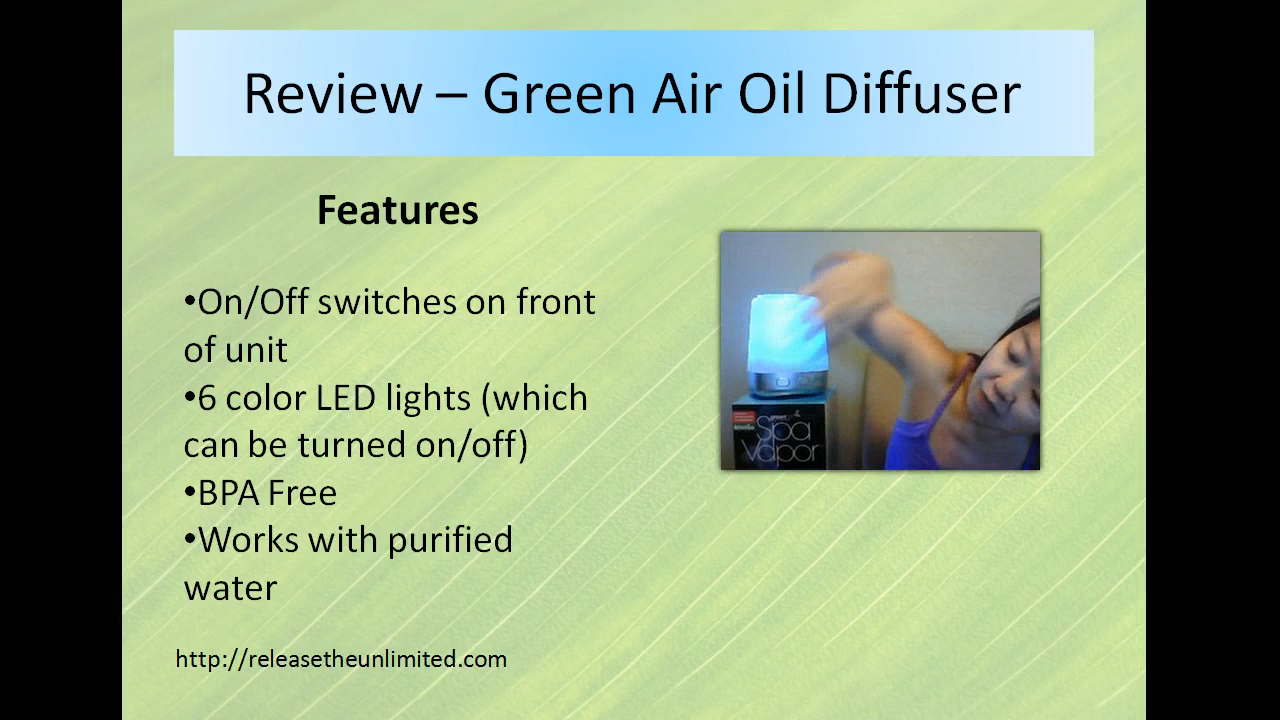 Review – Green Air Oil Diffuser
Features
•On/Off switches on front
of unit
•6 color LED lights (which
can be turned on/off)
•BPA Free
•Works with purified
water
Spa
Vapor
http://releasetheunlimited.com